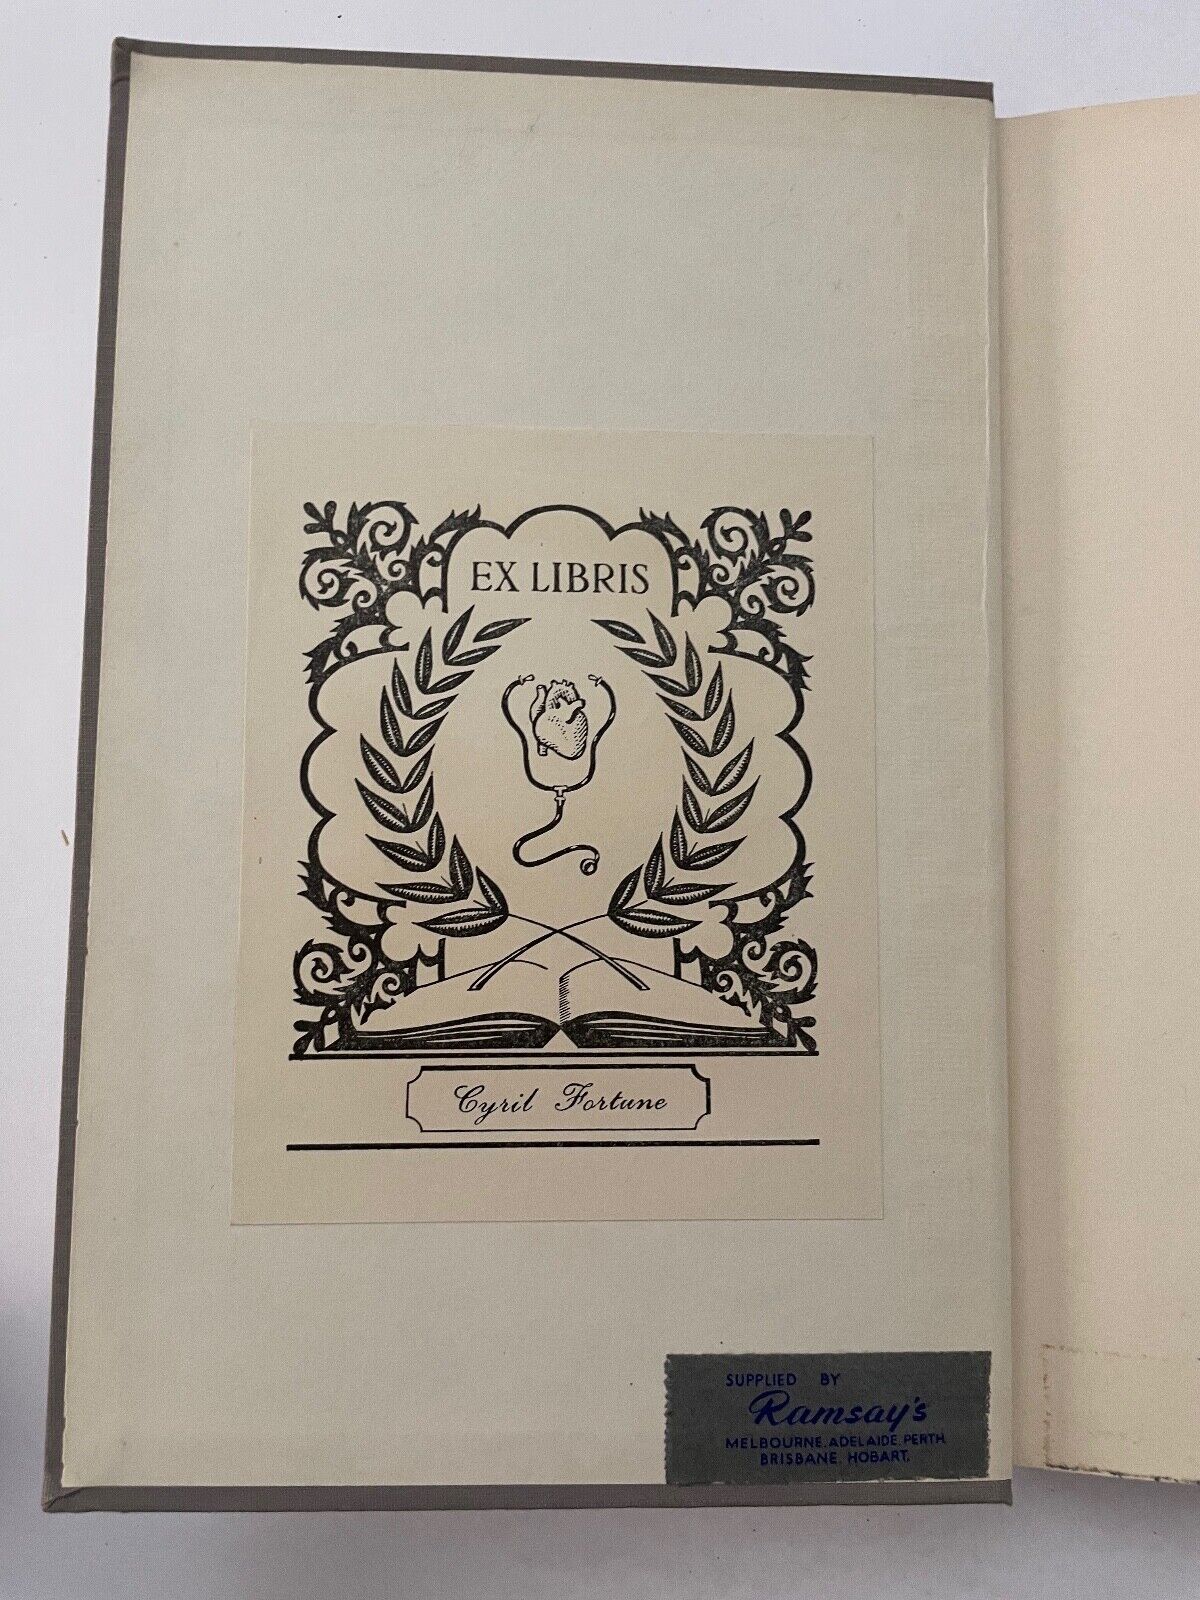 EX LIBRIS
Cyril Fortune
SUPPLIED BY
Ramsay's
MELBOURNE, ADELAIDE, PERTH,
BRISBANE, HOBART.